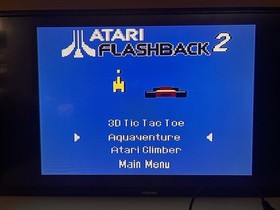 ATARI
FLASHBACK 2
3D Tic Tac Toe
Aquaventure
Atari Climber
Main Menu